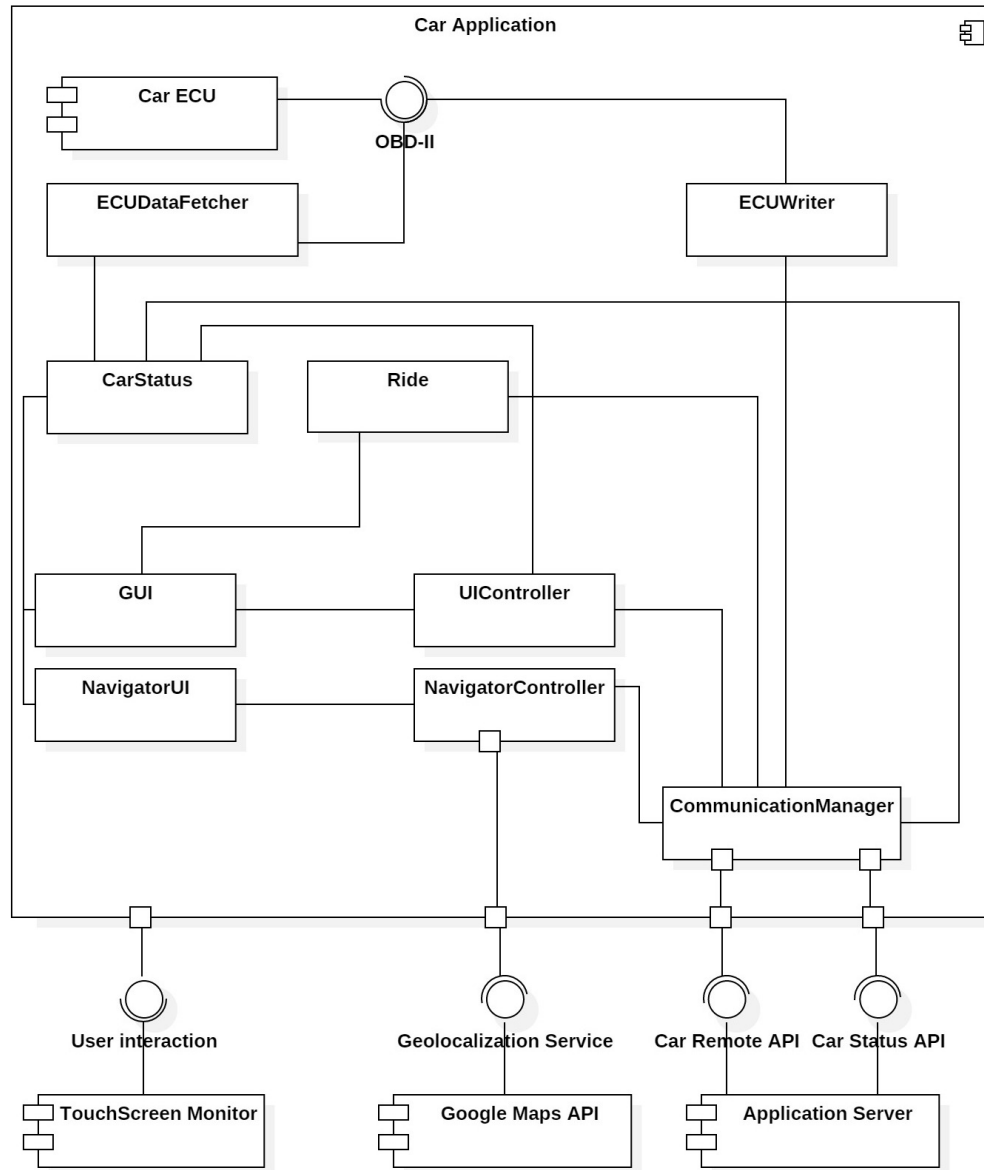 Car Application
Car ECU
OBD-II
ECUDataFetcher
ECUWriter
CarStatus
Ride
GUI
UIController
NavigatorUI
NavigatorController
CommunicationManager
User interaction
Geolocalization Service
Car Remote API
Car Status API
TouchScreen Monitor
Google Maps API
Application Server